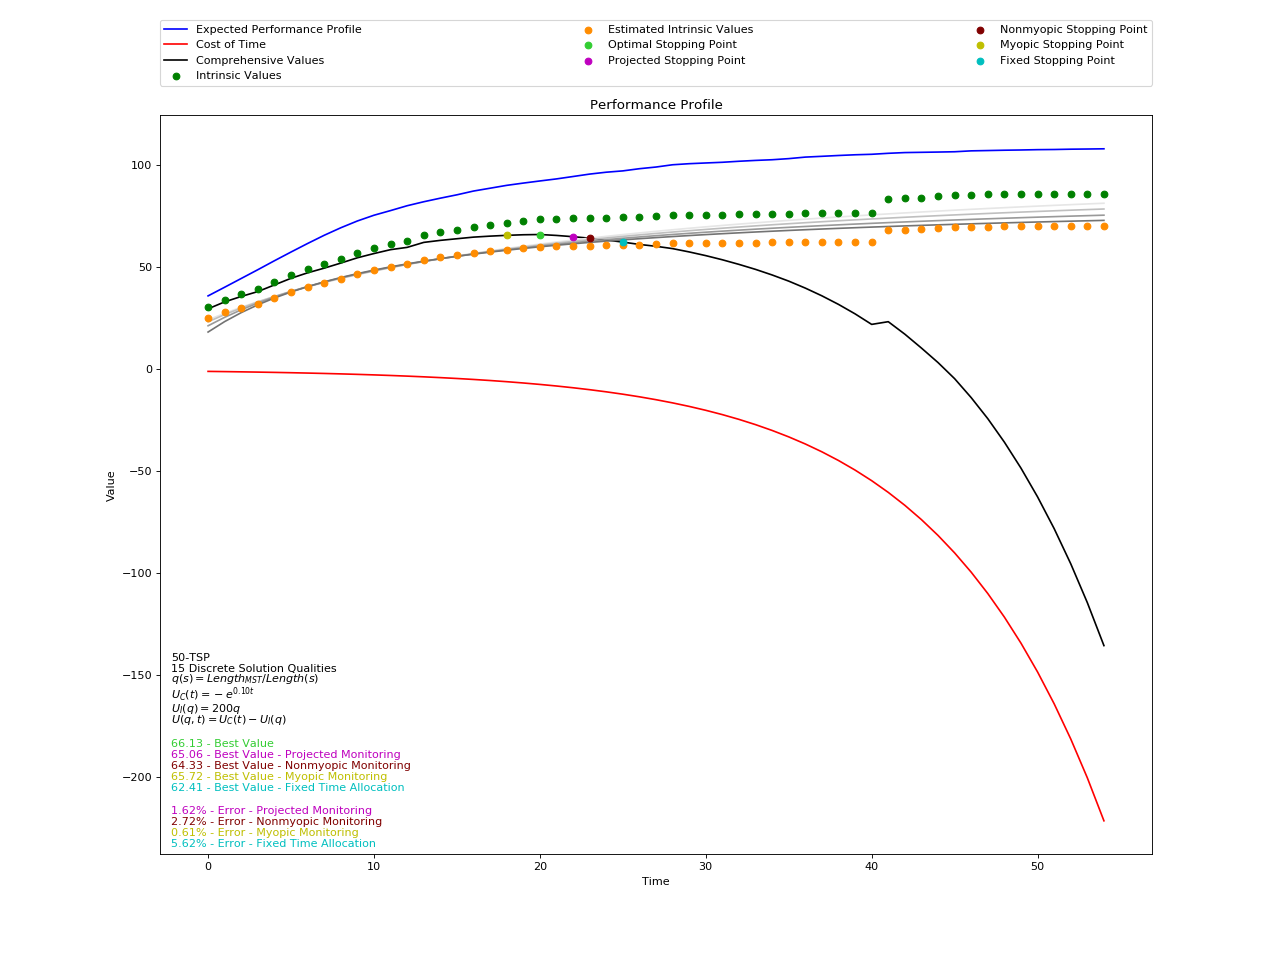 Expected Performance Profile
Cost of Time
Comprehensive Values
Intrinsic Values
Estimated Intrinsic Values
Optimal Stopping Point
Projected Stopping Point
Nonmyopic Stopping Point
Myopic Stopping Point
Fixed Stopping Point
Performance Profile
100
50
0
−50
−100
−150
−200
Value
50-TSP
15 Discrete Solution Qualities
q(s) = Length_{MST}/Length(s)
U_C(t) = −e^{0.10t}
U_I(q) = 200q
U(q, t) = U_C(t) − U_I(q)
66.13 - Best Value
65.06 - Best Value - Projected Monitoring
64.33 - Best Value - Nonmyopic Monitoring
65.72 - Best Value - Myopic Monitoring
62.41 - Best Value - Fixed Time Allocation
1.62% - Error - Projected Monitoring
2.72% - Error - Nonmyopic Monitoring
0.61% - Error - Myopic Monitoring
5.62% - Error - Fixed Time Allocation
0 10 20 30 40 50
Time